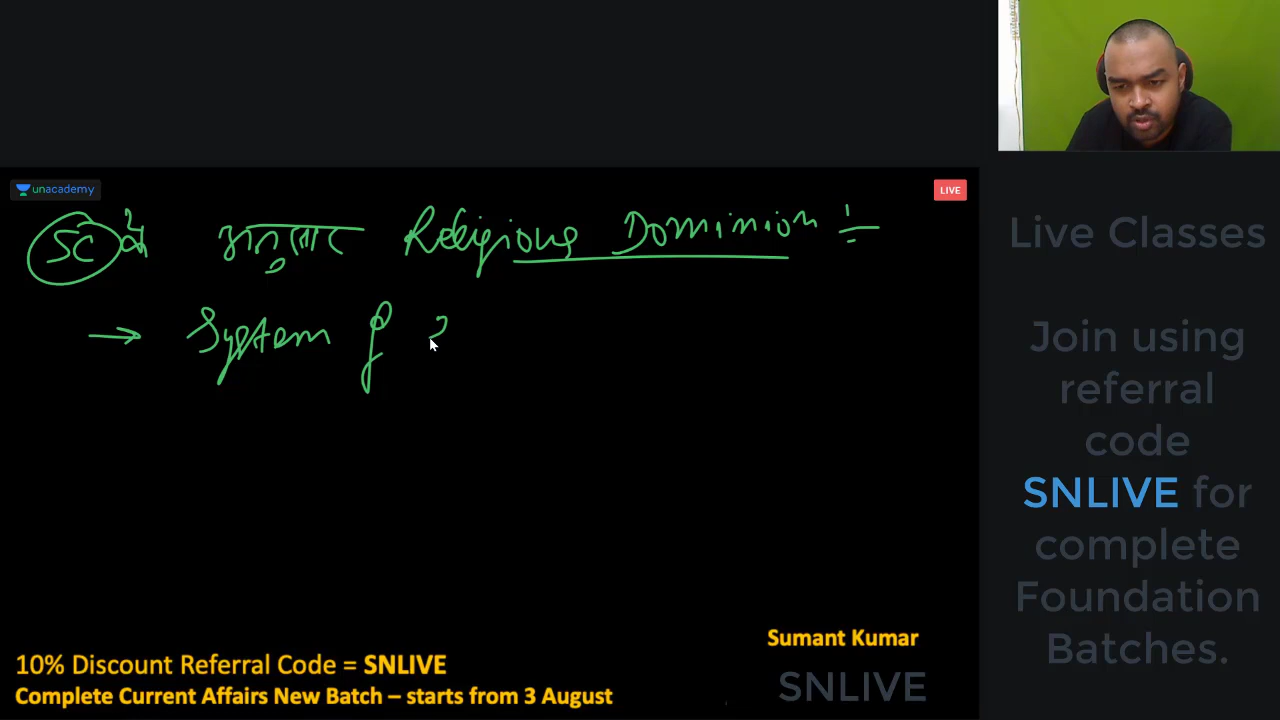 unacademy
LIVE
SC के अनुसार Religious Dominion :-
→ System of
Live Classes
Join using
referral
code
SNLIVE for
complete
Foundation
Batches.
Sumant Kumar
SNLIVE
10% Discount Referral Code = SNLIVE
Complete Current Affairs New Batch – starts from 3 August